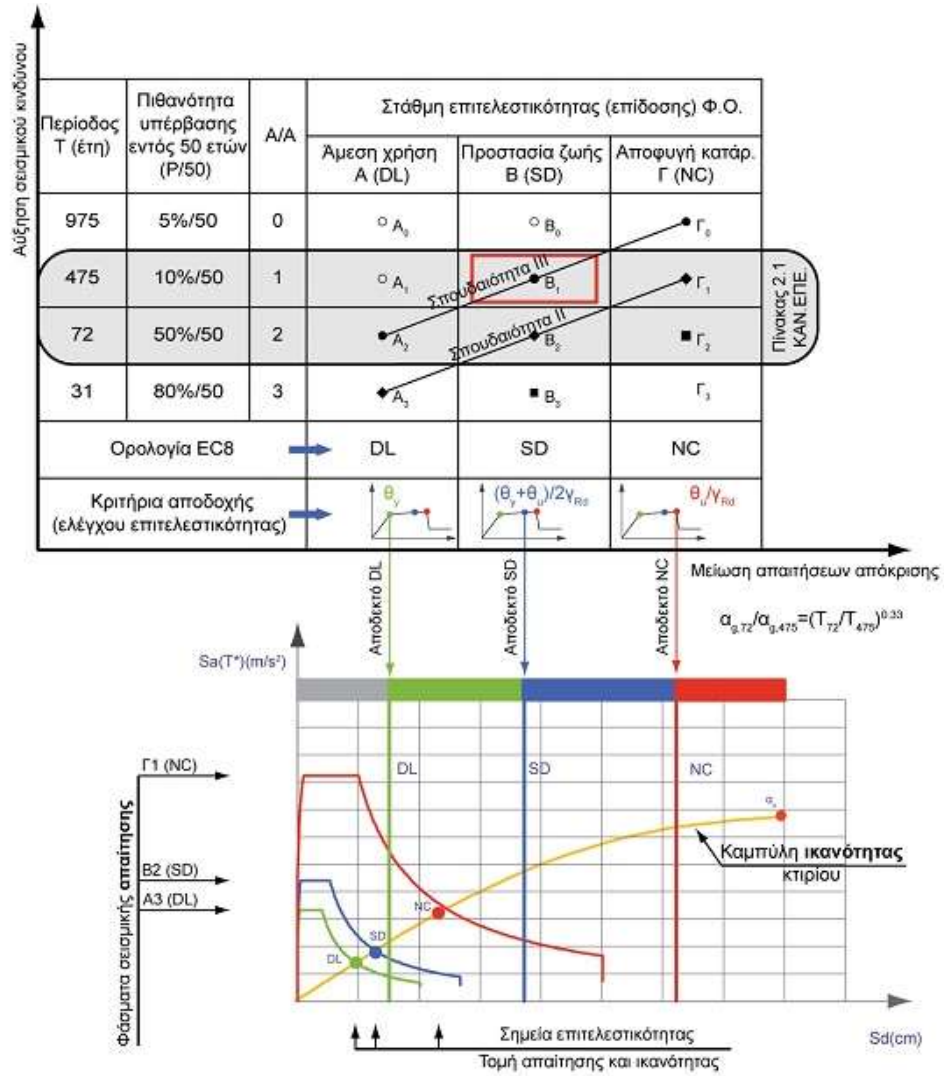 Αύξηση σεισμικού κινδύνου
Περίοδος
Τ (έτη)
Πιθανότητα
υπέρβασης
εντός 50 ετών
(P/50)
Α/Α
Στάθμη επιτελεστικότητας (επίδοσης) Φ.Ο.
Άμεση χρήση
Α (DL)
Προστασία ζωής
Β (SD)
Αποφυγή κατάρ.
Γ (NC)
975 5%/50 0 Α₀ Β₀ Γ₀
475 10%/50 1 Α₁ Β₁ Γ₁
Σπουδαιότητα III
72 50%/50 2 Α₂ Β₂ Γ₂
Σπουδαιότητα II
31 80%/50 3 Α₃ Β₃ Γ₃
Πίνακας 2.1
ΚΑΝ.ΕΠΕ.
Ορολογία EC8 DL SD NC
Κριτήρια αποδοχής
(ελέγχου επιτελεστικότητας)
θy
(θy+θu)/2γRd
θu/γRd
Μείωση απαιτήσεων απόκρισης
Αποδεκτό DL
Αποδεκτό SD
Αποδεκτό NC
αg,72/αg,475=(T72/T475)^0.33
Sa(T*)(m/s²)
DL
SD
NC
αu
Καμπύλη ικανότητας
κτιρίου
Φάσματα σεισμικής απαίτησης
Γ1 (NC)
Β2 (SD)
Α3 (DL)
NC
SD
DL
Sd(cm)
Σημεία επιτελεστικότητας
Τομή απαίτησης και ικανότητας